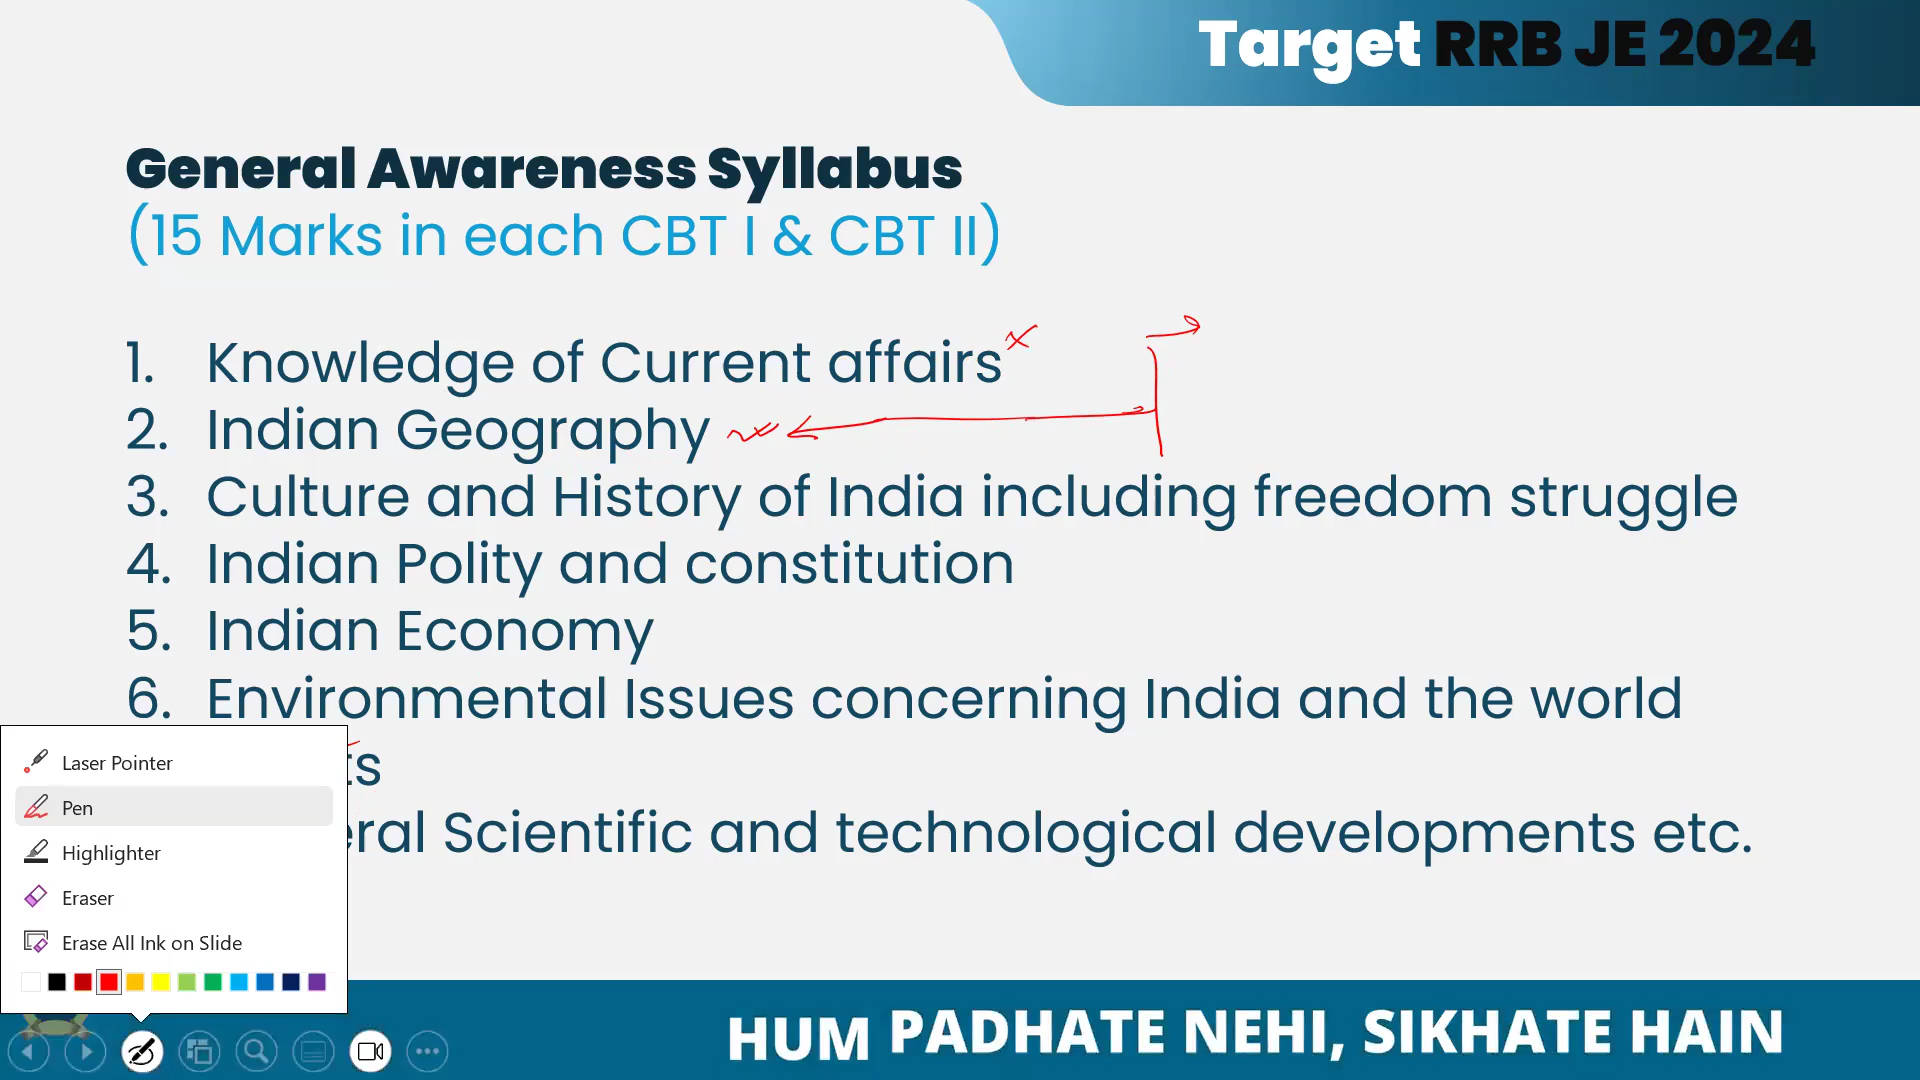 Target RRB JE 2024
General Awareness Syllabus
(15 Marks in each CBT I & CBT II)
1. Knowledge of Current affairs
2. Indian Geography
3. Culture and History of India including freedom struggle
4. Indian Polity and constitution
5. Indian Economy
6. Environmental Issues concerning India and the world
ts
eral Scientific and technological developments etc.
Laser Pointer
Pen
Highlighter
Eraser
Erase All Ink on Slide
HUM PADHATE NEHI, SIKHATE HAIN